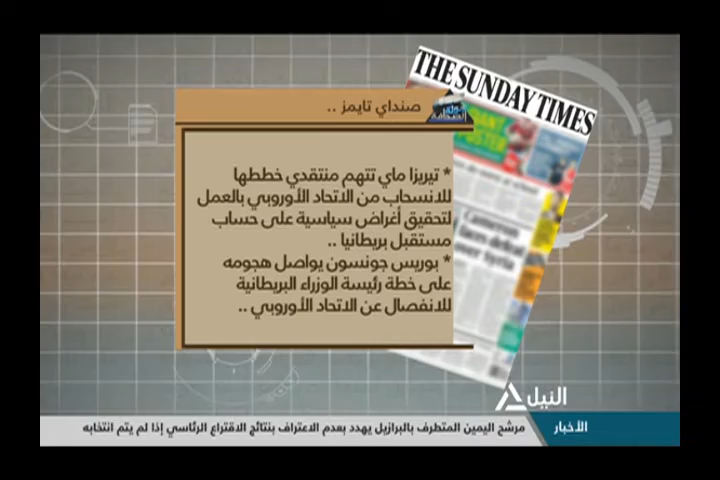 THE SUNDAY TIMES
صنداي تايمز ..
* تيريزا ماي تتهم منتقدي خططها
للانسحاب من الاتحاد الأوروبي بالعمل
لتحقيق أغراض سياسية على حساب
مستقبل بريطانيا ..
* بوريس جونسون يواصل هجومه
على خطة رئيسة الوزراء البريطانية
للانفصال عن الاتحاد الأوروبي ..
Cameron
النيل
الأخبار
مرشح اليمين المتطرف بالبرازيل يهدد بعدم الاعتراف بنتائج الاقتراع الرئاسي إذا لم يتم انتخابه